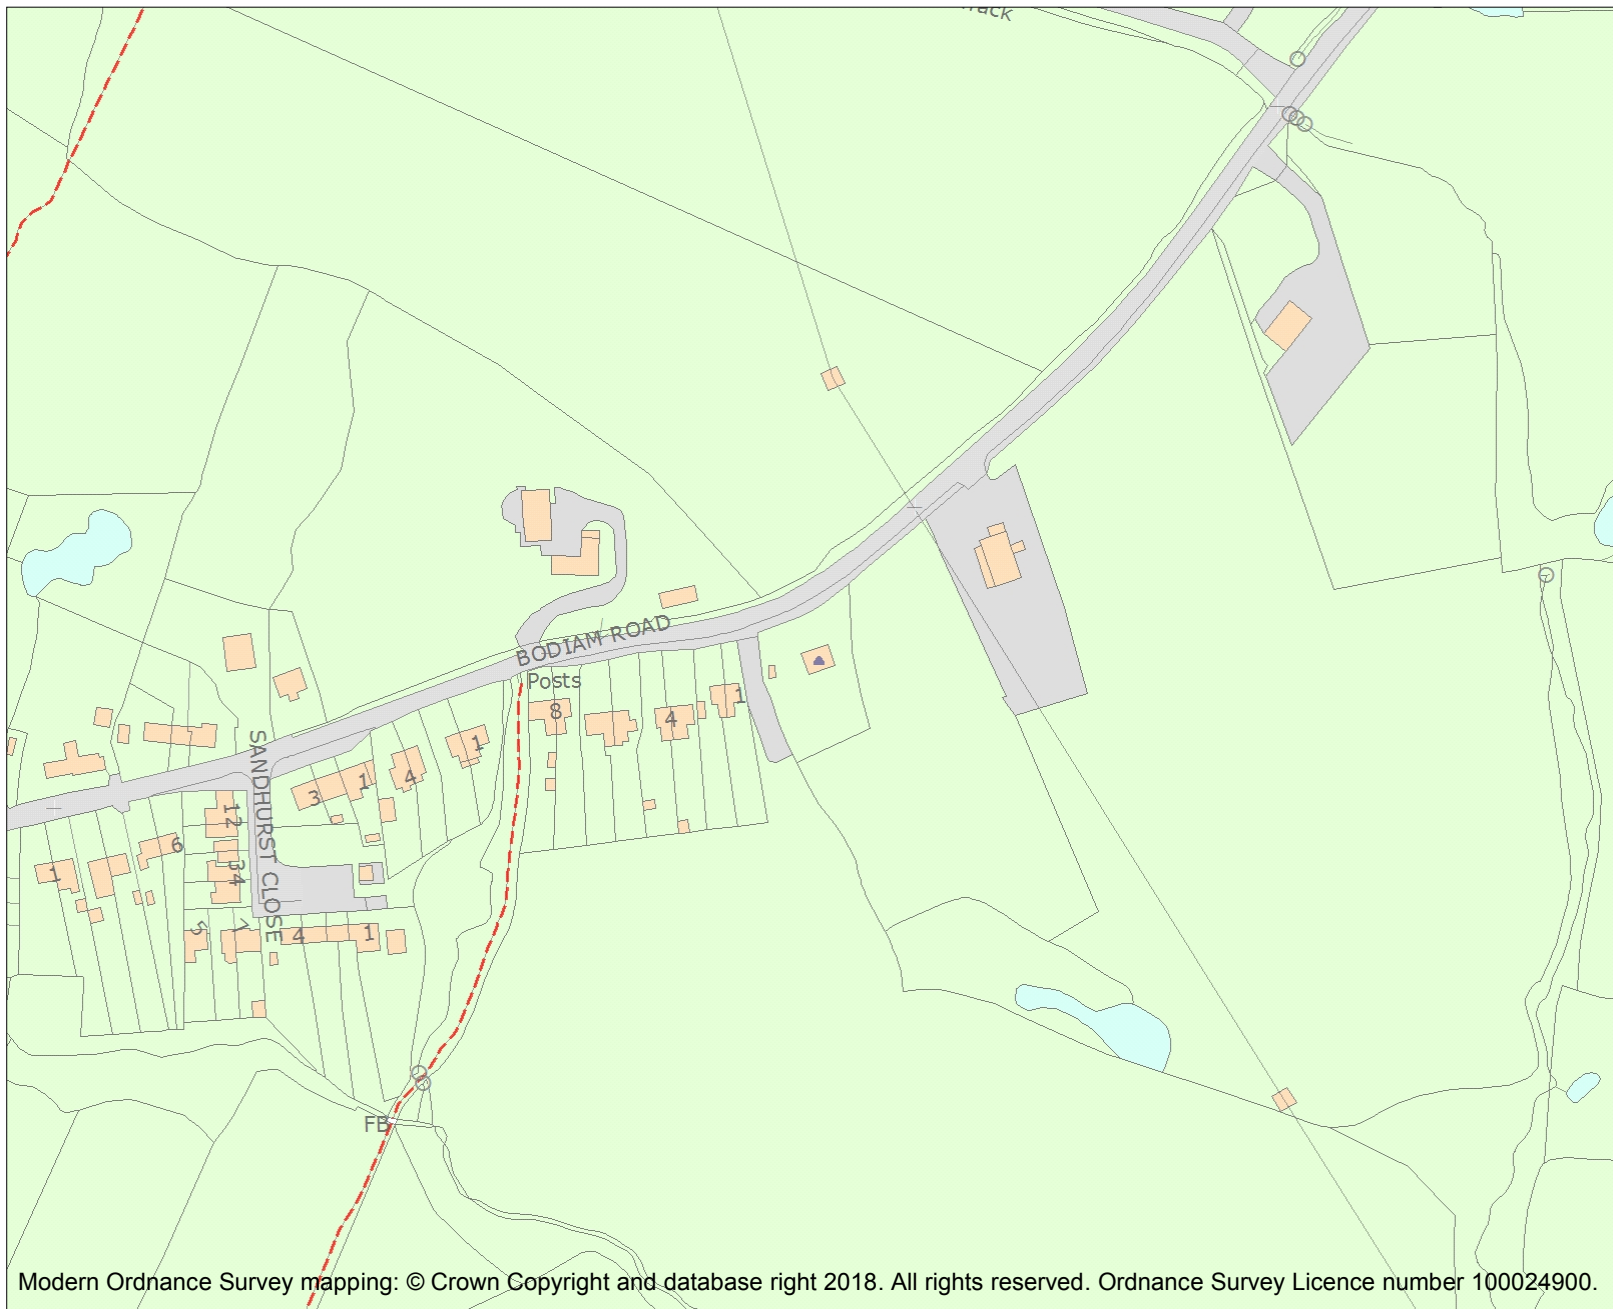 Track
BODIAM ROAD
Posts
8
4
1
1
4
1
3
SANDHURST CLOSE
12
6
1
34
5
7
4
1
FB
Modern Ordnance Survey mapping: © Crown Copyright and database right 2018. All rights reserved. Ordnance Survey Licence number 100024900.